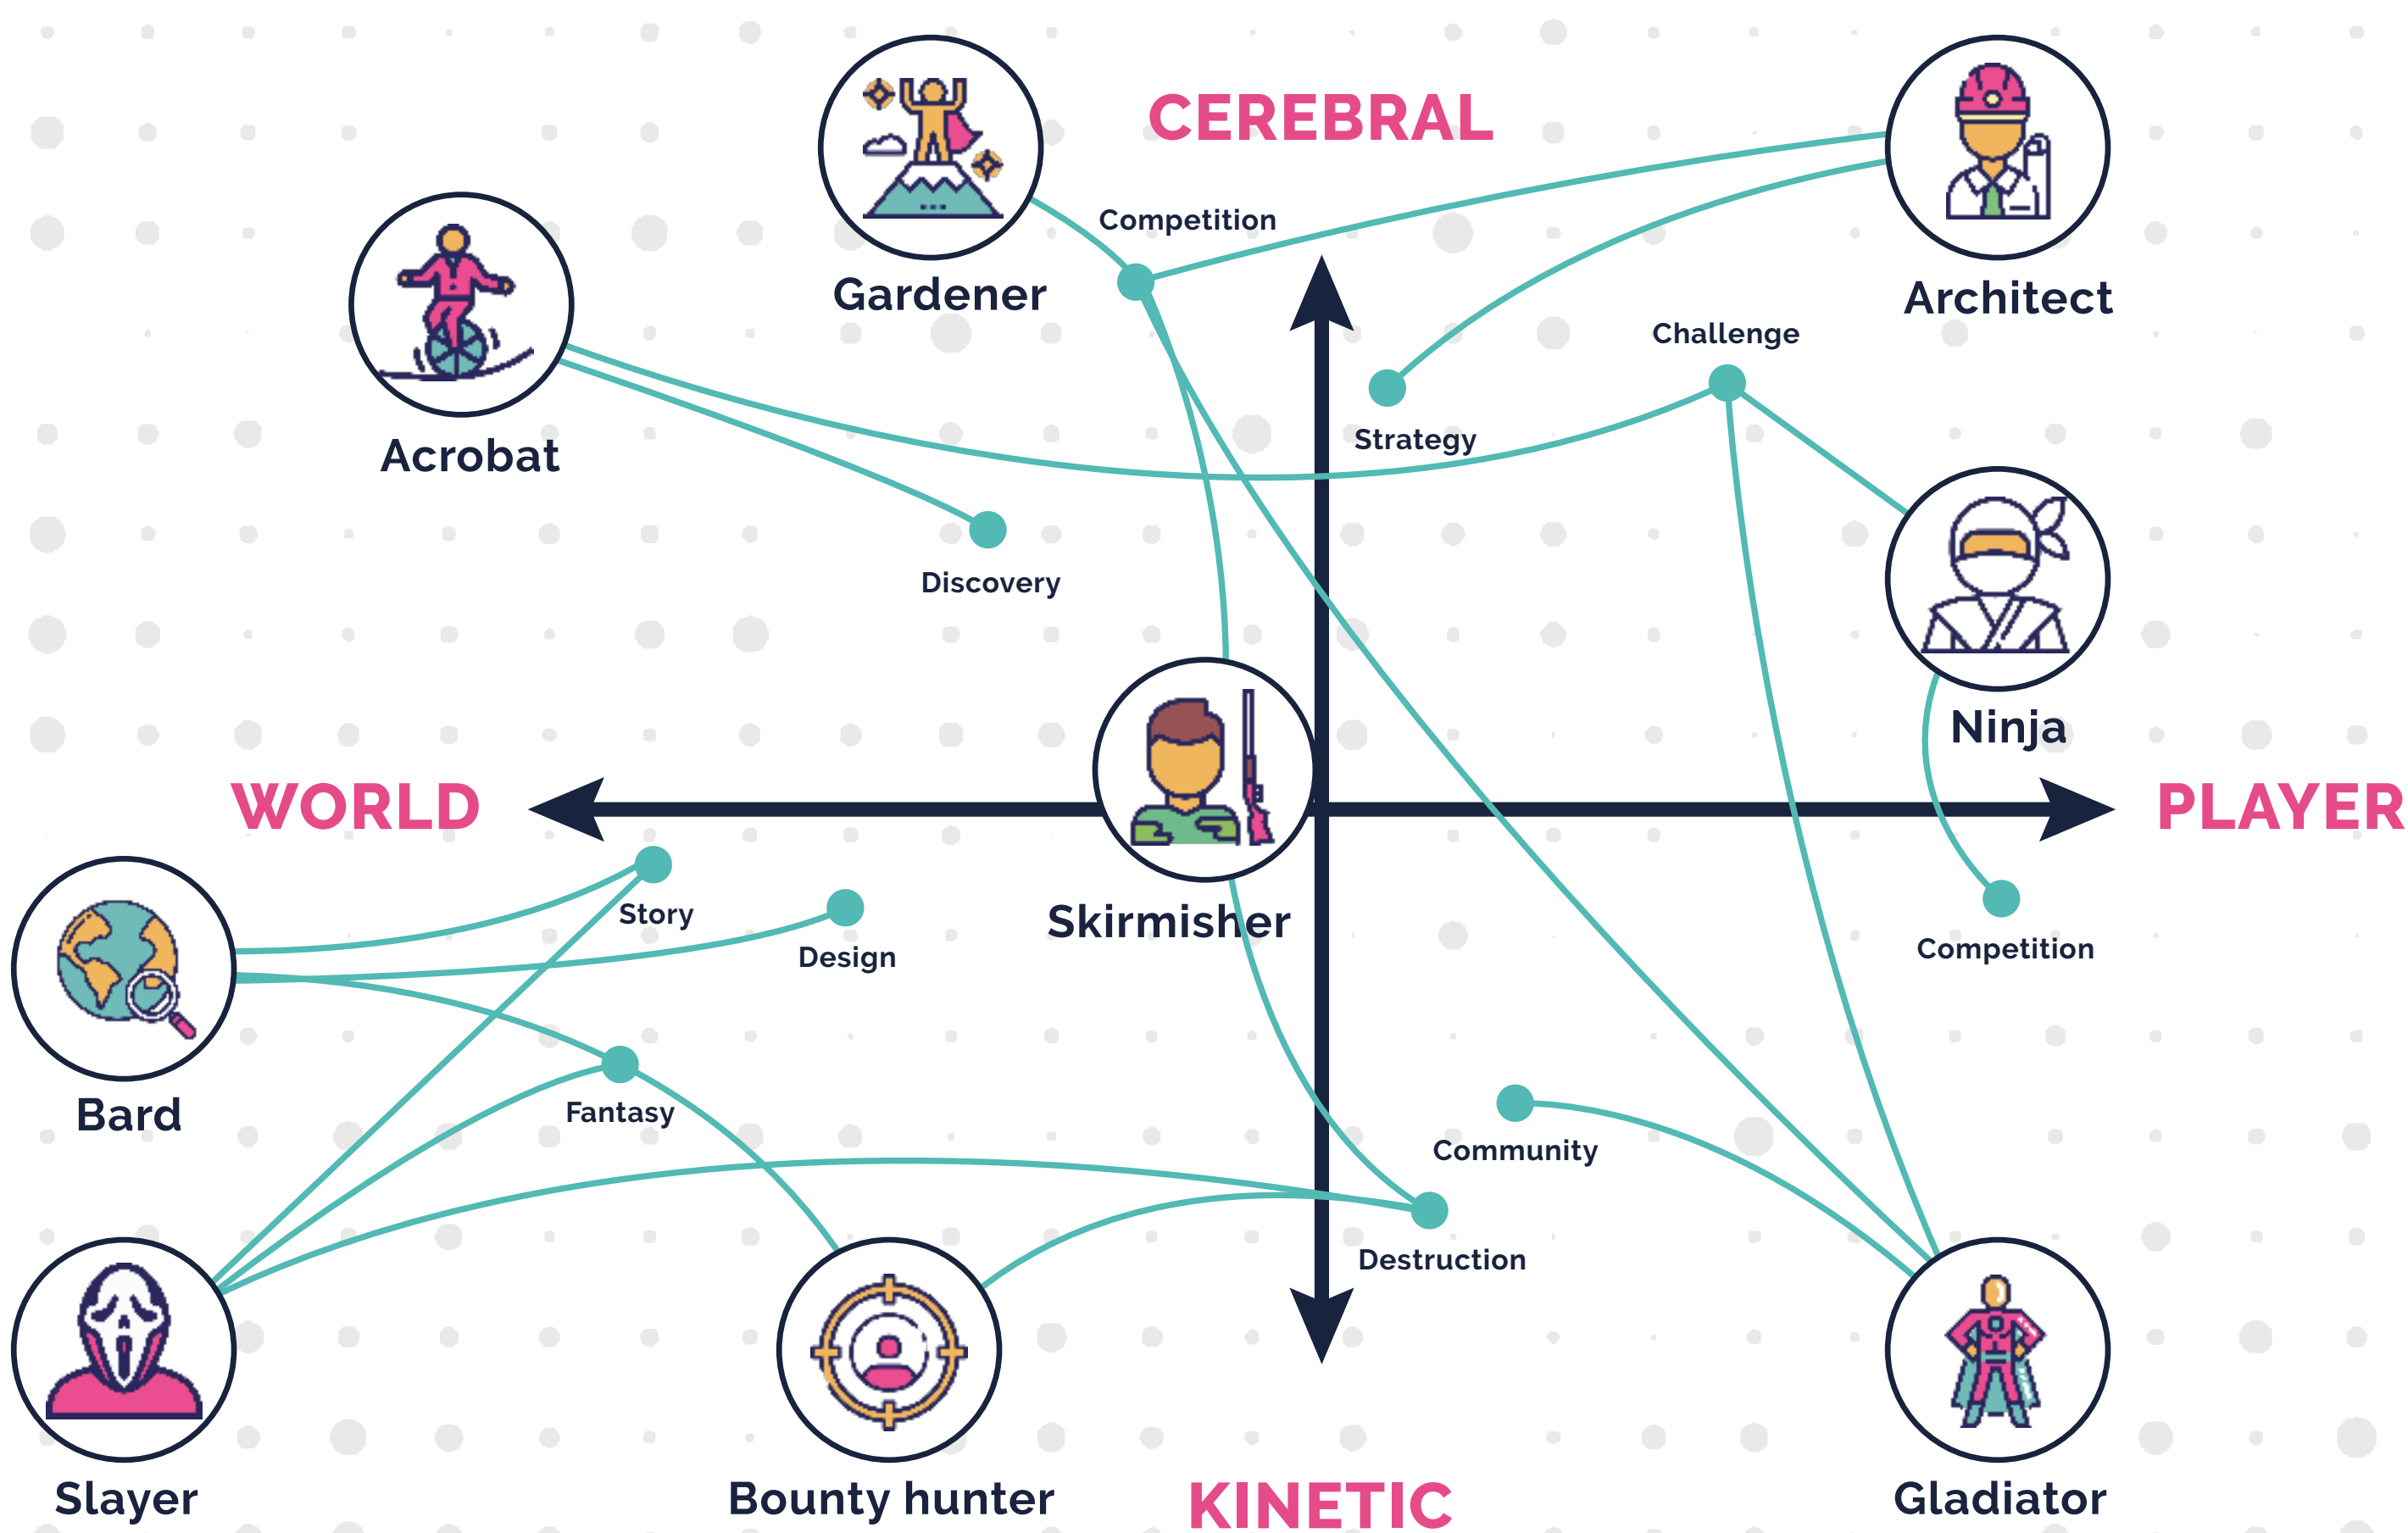 CEREBRAL
Competition
Gardener
Architect
Challenge
Strategy
Acrobat
Discovery
Ninja
WORLD
PLAYER
Story
Skirmisher
Design
Competition
Bard
Fantasy
Community
Destruction
Slayer
Bounty hunter
KINETIC
Gladiator